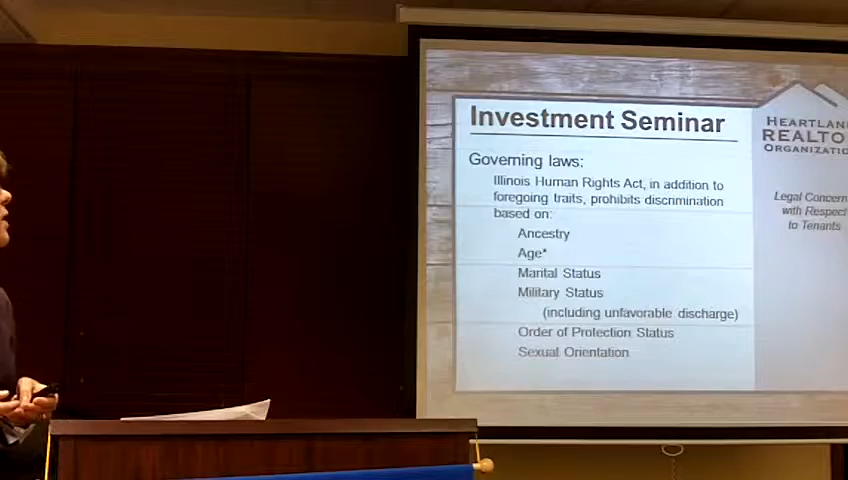 Investment Seminar
Governing laws:
Illinois Human Rights Act, in addition to
foregoing traits, prohibits discrimination
based on:
Ancestry
Age*
Marital Status
Military Status
(including unfavorable discharge)
Order of Protection Status
Sexual Orientation
HEARTLAN
REALTO
ORGANIZATIO
Legal Concern
with Respect
to Tenants